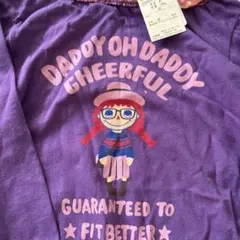 DADDY OH DADDY
CHEERFUL
GUARANTEED TO
★ FIT BETTER ★